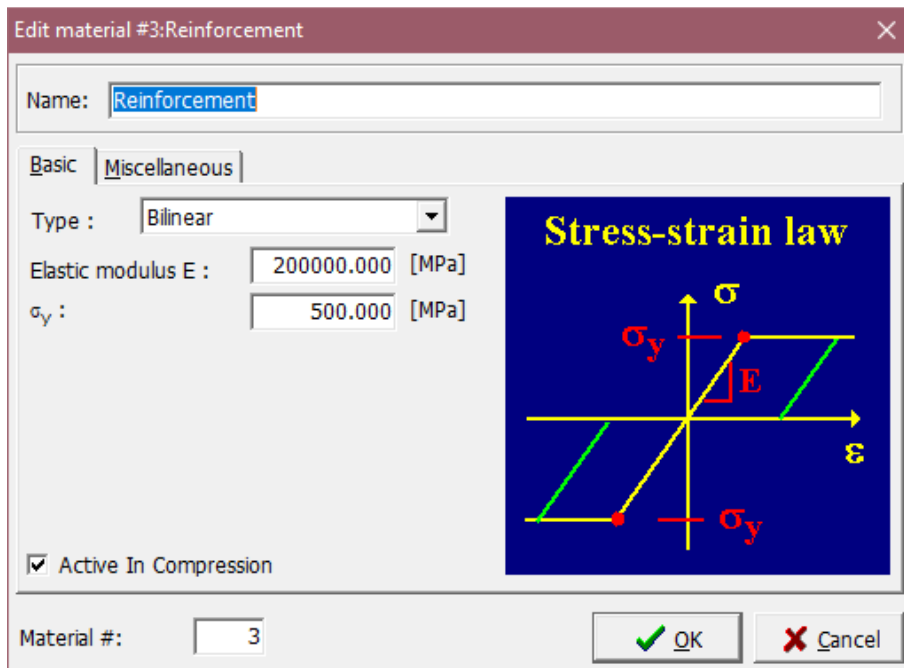 Edit material #3:Reinforcement
Name: Reinforcement
Basic Miscellaneous
Type : Bilinear
Elastic modulus E : 200000.000 [MPa]
σy : 500.000 [MPa]
Stress-strain law
σ
σy
E
ε
σy
Active In Compression
Material #: 3
OK Cancel